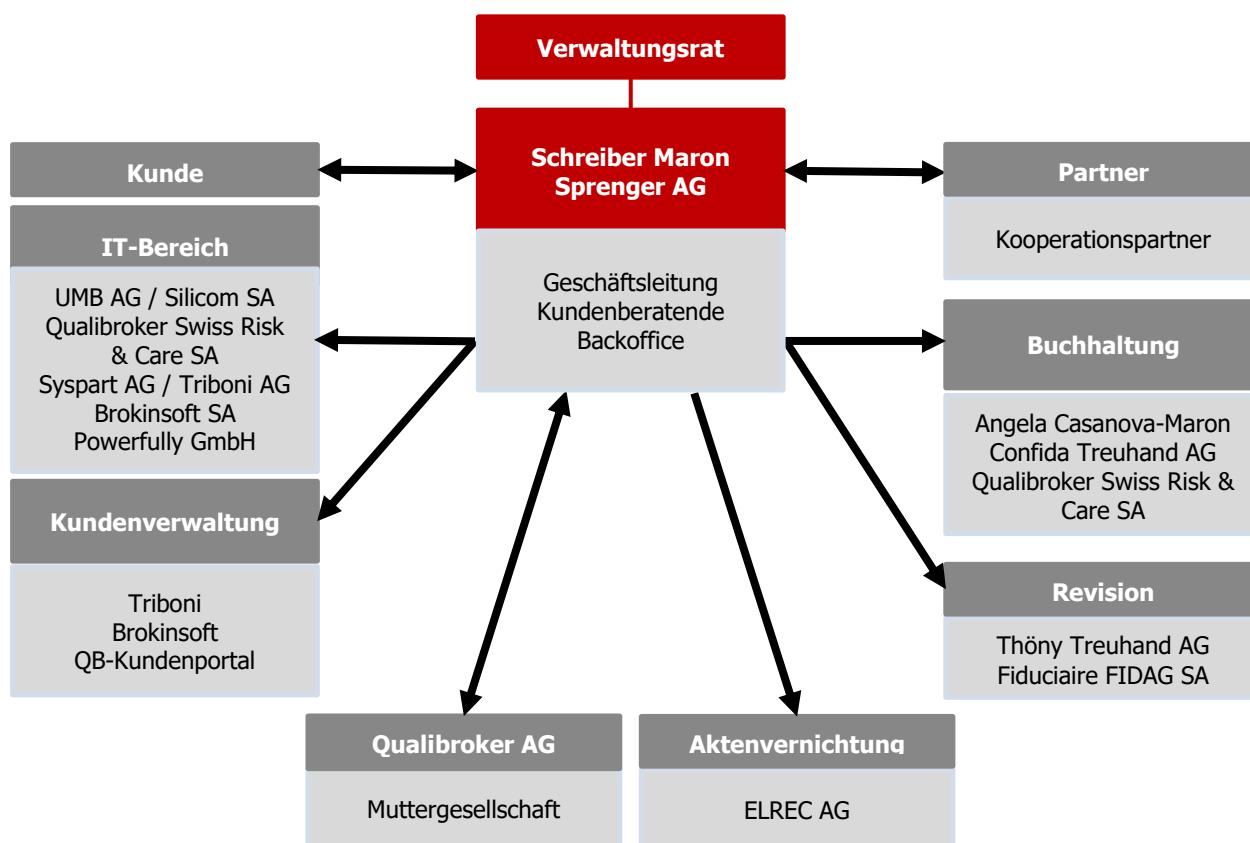 Verwaltungsrat
Schreiber Maron
Sprenger AG
Geschäftsleitung
Kundenberatende
Backoffice
Kunde
IT-Bereich
UMB AG / Silicom SA
Qualibroker Swiss Risk
& Care SA
Syspart AG / Triboni AG
Brokinsoft SA
Powerfully GmbH
Kundenverwaltung
Triboni
Brokinsoft
QB-Kundenportal
Partner
Kooperationspartner
Buchhaltung
Angela Casanova-Maron
Confida Treuhand AG
Qualibroker Swiss Risk &
Care SA
Revision
Thöny Treuhand AG
Fiduciaire FIDAG SA
Qualibroker AG
Muttergesellschaft
Aktenvernichtung
ELREC AG